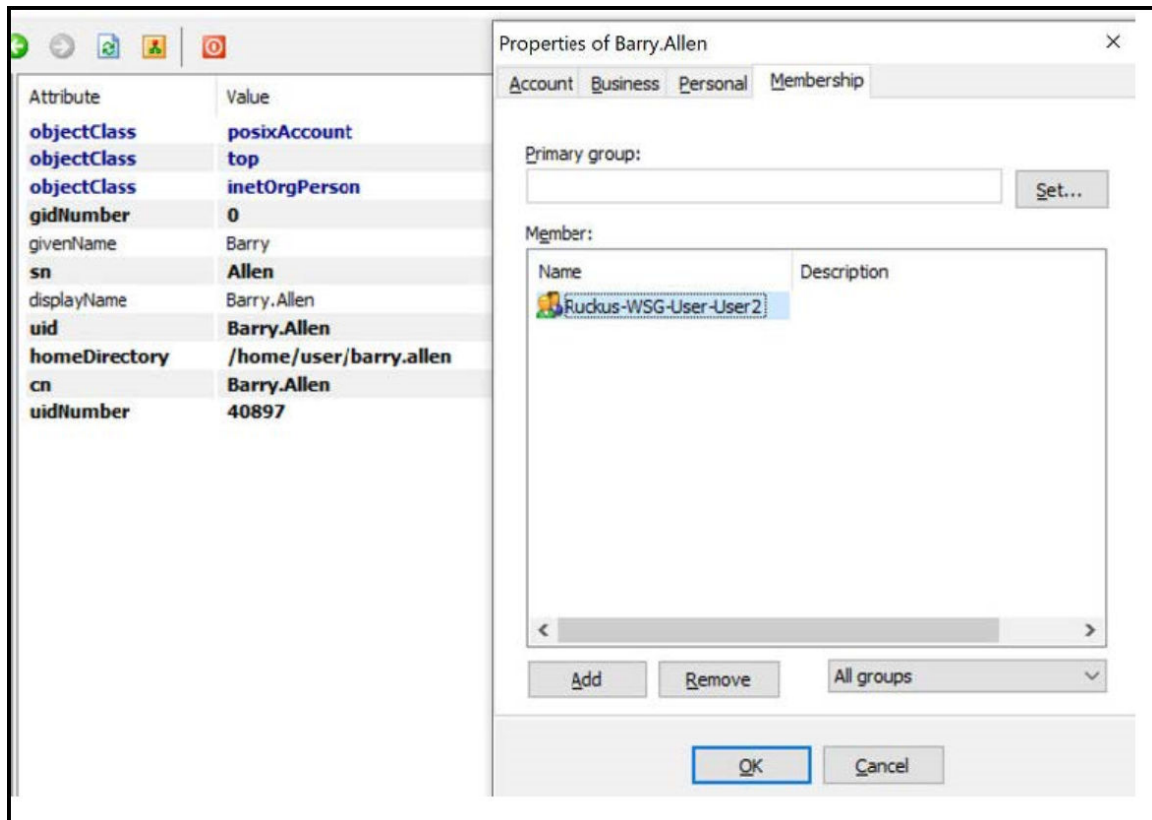 Attribute Value
objectClass posixAccount
objectClass top
objectClass inetOrgPerson
gidNumber 0
givenName Barry
sn Allen
displayName Barry.Allen
uid Barry.Allen
homeDirectory /home/user/barry.allen
cn Barry.Allen
uidNumber 40897
Properties of Barry.Allen
Account Business Personal Membership
Primary group:
Set...
Member:
Name Description
Ruckus-WSG-User-User2
Add Remove All groups
OK Cancel